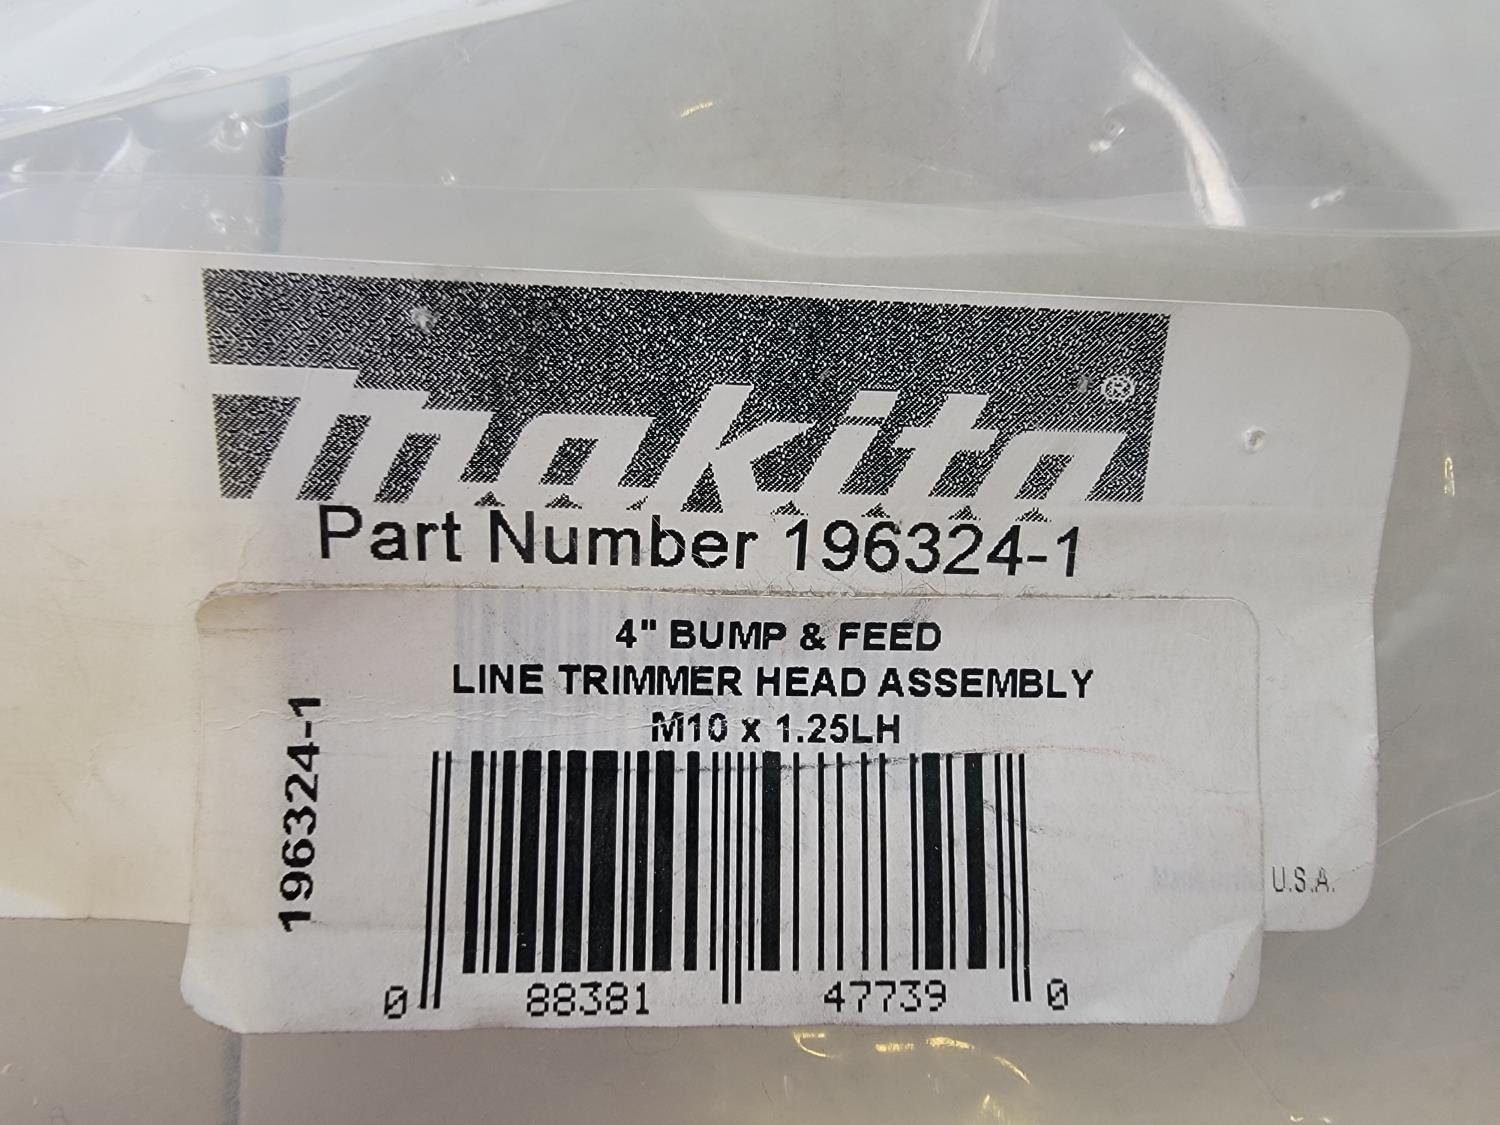 makita®
Part Number 196324-1
4" BUMP & FEED
LINE TRIMMER HEAD ASSEMBLY
M10 x 1.25LH
196324-1
0 88381 47739 0
U.S.A.